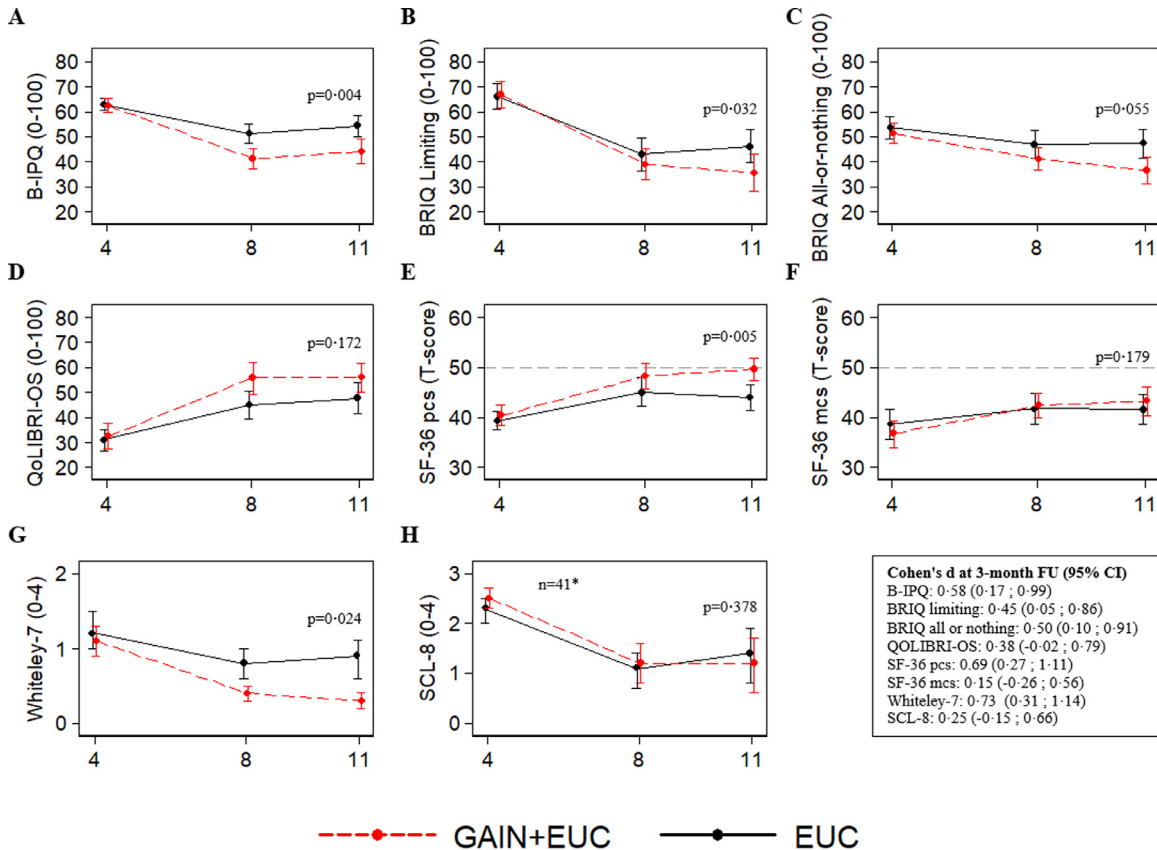 A
B-IPQ (0-100)
80
70
60
50
40
30
20
p=0·004
4 8 11
B
BRIQ Limiting (0-100)
80
70
60
50
40
30
20
p=0·032
4 8 11
C
BRIQ All-or-nothing (0-100)
80
70
60
50
40
30
20
p=0·055
4 8 11
D
QoLIBRI-OS (0-100)
80
70
60
50
40
30
20
p=0·172
4 8 11
E
SF-36 pcs (T-score)
60
50
40
30
p=0·005
4 8 11
F
SF-36 mcs (T-score)
60
50
40
30
p=0·179
4 8 11
G
Whiteley-7 (0-4)
2
1
0
p=0·024
4 8 11
H
SCL-8 (0-4)
3
2
1
0
n=41*
p=0·378
4 8 11
Cohen's d at 3-month FU (95% CI)
B-IPQ: 0·58 (0·17 ; 0·99)
BRIQ limiting: 0·45 (0·05 ; 0·86)
BRIQ all or nothing: 0·50 (0·10 ; 0·91)
QOLIBRI-OS: 0·38 (-0·02 ; 0·79)
SF-36 pcs: 0.69 (0·27 ; 1·11)
SF-36 mcs: 0·15 (-0·26 ; 0·56)
Whiteley-7: 0·73 (0·31 ; 1·14)
SCL-8: 0·25 (-0·15 ; 0·66)
GAIN+EUC EUC